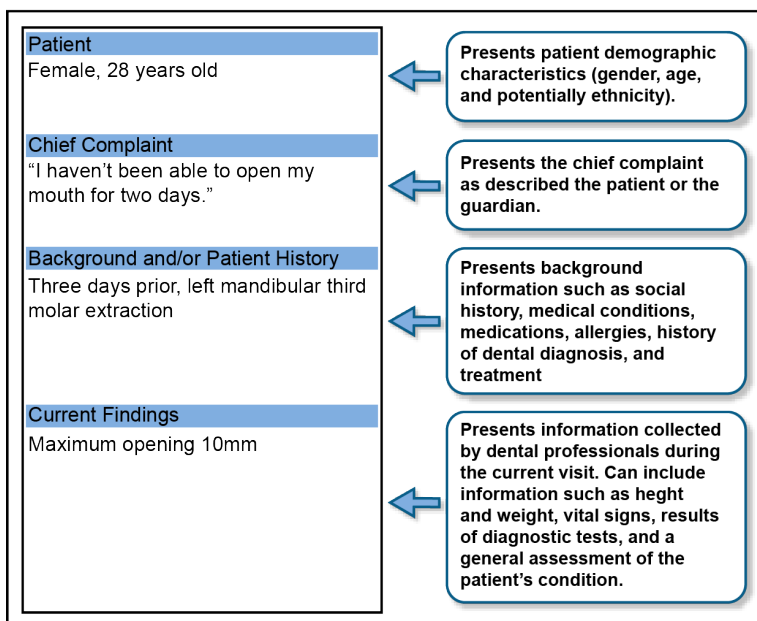 Patient
Female, 28 years old
Presents patient demographic
characteristics (gender, age,
and potentially ethnicity).
Chief Complaint
“I haven’t been able to open my
mouth for two days.”
Presents the chief complaint
as described the patient or the
guardian.
Background and/or Patient History
Three days prior, left mandibular third
molar extraction
Presents background
information such as social
history, medical conditions,
medications, allergies, history
of dental diagnosis, and
treatment
Current Findings
Maximum opening 10mm
Presents information collected
by dental professionals during
the current visit. Can include
information such as heght
and weight, vital signs, results
of diagnostic tests, and a
general assessment of the
patient’s condition.